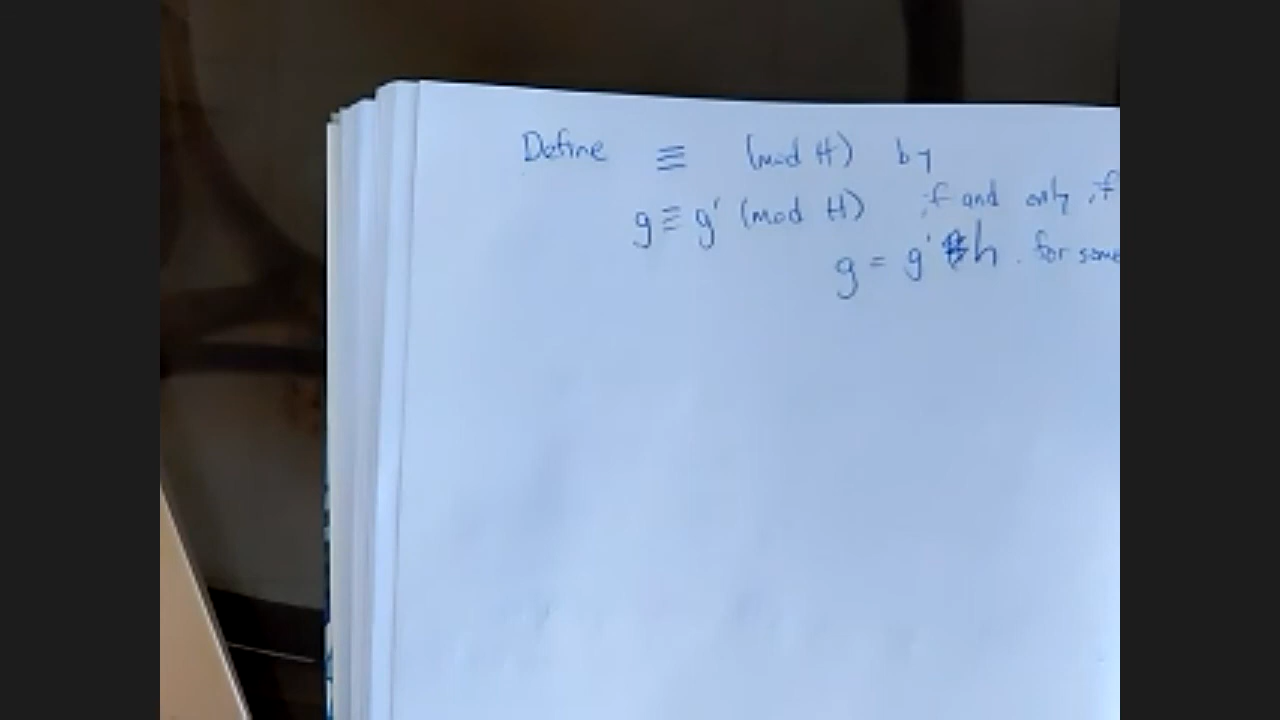 Define ≡ (mod H) by
g ≡ g' (mod H) if and only if
g = g' h . for some